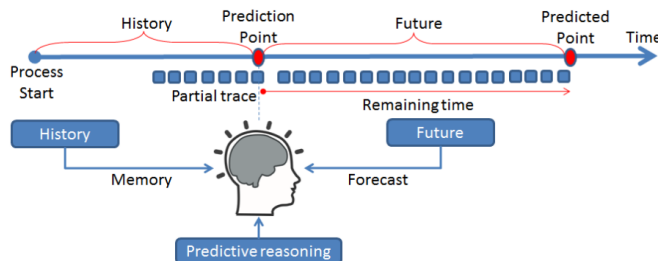 History
Prediction
Point
Future
Predicted
Point
Time
Process
Start
Partial trace
Remaining time
History
Future
Memory
Forecast
Predictive reasoning